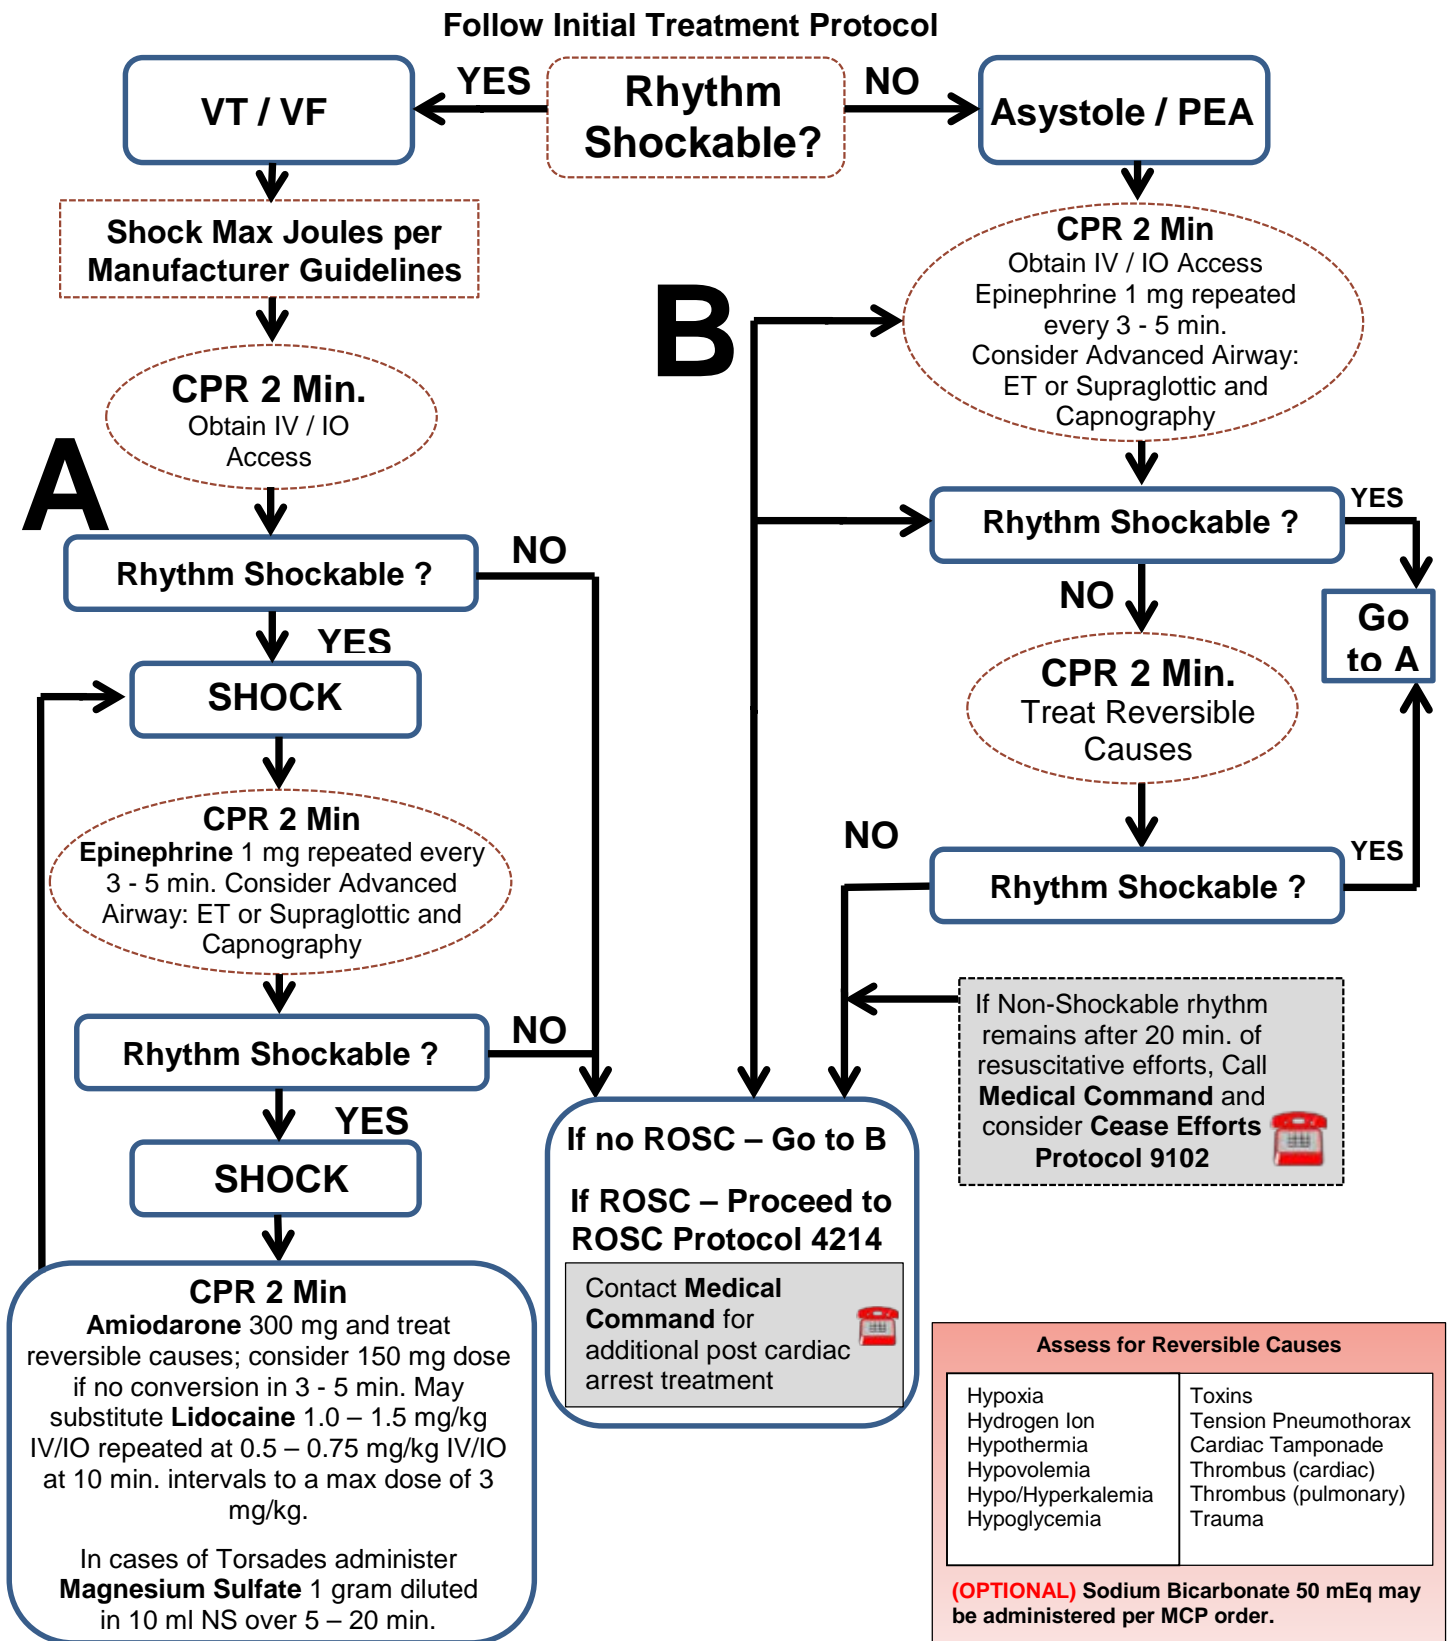 Follow Initial Treatment Protocol
Rhythm
Shockable?
YES
NO
VT / VF
Shock Max Joules per
Manufacturer Guidelines
CPR 2 Min.
Obtain IV / IO
Access
A
Rhythm Shockable ?
NO
YES
SHOCK
CPR 2 Min
Epinephrine 1 mg repeated every
3 - 5 min. Consider Advanced
Airway: ET or Supraglottic and
Capnography
Rhythm Shockable ?
NO
YES
SHOCK
CPR 2 Min
Amiodarone 300 mg and treat
reversible causes; consider 150 mg dose
if no conversion in 3 - 5 min. May
substitute Lidocaine 1.0 – 1.5 mg/kg
IV/IO repeated at 0.5 – 0.75 mg/kg IV/IO
at 10 min. intervals to a max dose of 3
mg/kg.
In cases of Torsades administer
Magnesium Sulfate 1 gram diluted
in 10 ml NS over 5 – 20 min.
Asystole / PEA
B
CPR 2 Min
Obtain IV / IO Access
Epinephrine 1 mg repeated
every 3 - 5 min.
Consider Advanced Airway:
ET or Supraglottic and
Capnography
Rhythm Shockable ?
YES
NO
Go
to A
CPR 2 Min.
Treat Reversible
Causes
NO
Rhythm Shockable ?
YES
If Non-Shockable rhythm
remains after 20 min. of
resuscitative efforts, Call
Medical Command and
consider Cease Efforts
Protocol 9102
If no ROSC – Go to B
If ROSC – Proceed to
ROSC Protocol 4214
Contact Medical
Command for
additional post cardiac
arrest treatment
Assess for Reversible Causes
Hypoxia
Hydrogen Ion
Hypothermia
Hypovolemia
Hypo/Hyperkalemia
Hypoglycemia
Toxins
Tension Pneumothorax
Cardiac Tamponade
Thrombus (cardiac)
Thrombus (pulmonary)
Trauma
(OPTIONAL) Sodium Bicarbonate 50 mEq may
be administered per MCP order.